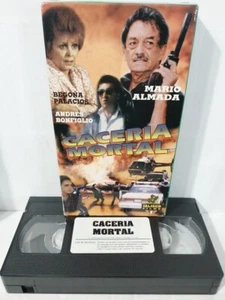 BEGOÑA
PALACIOS
MARIO
ALMADA
ANDRES
BONFIGLIO
CACERIA
MORTAL
CACERIA
MORTAL